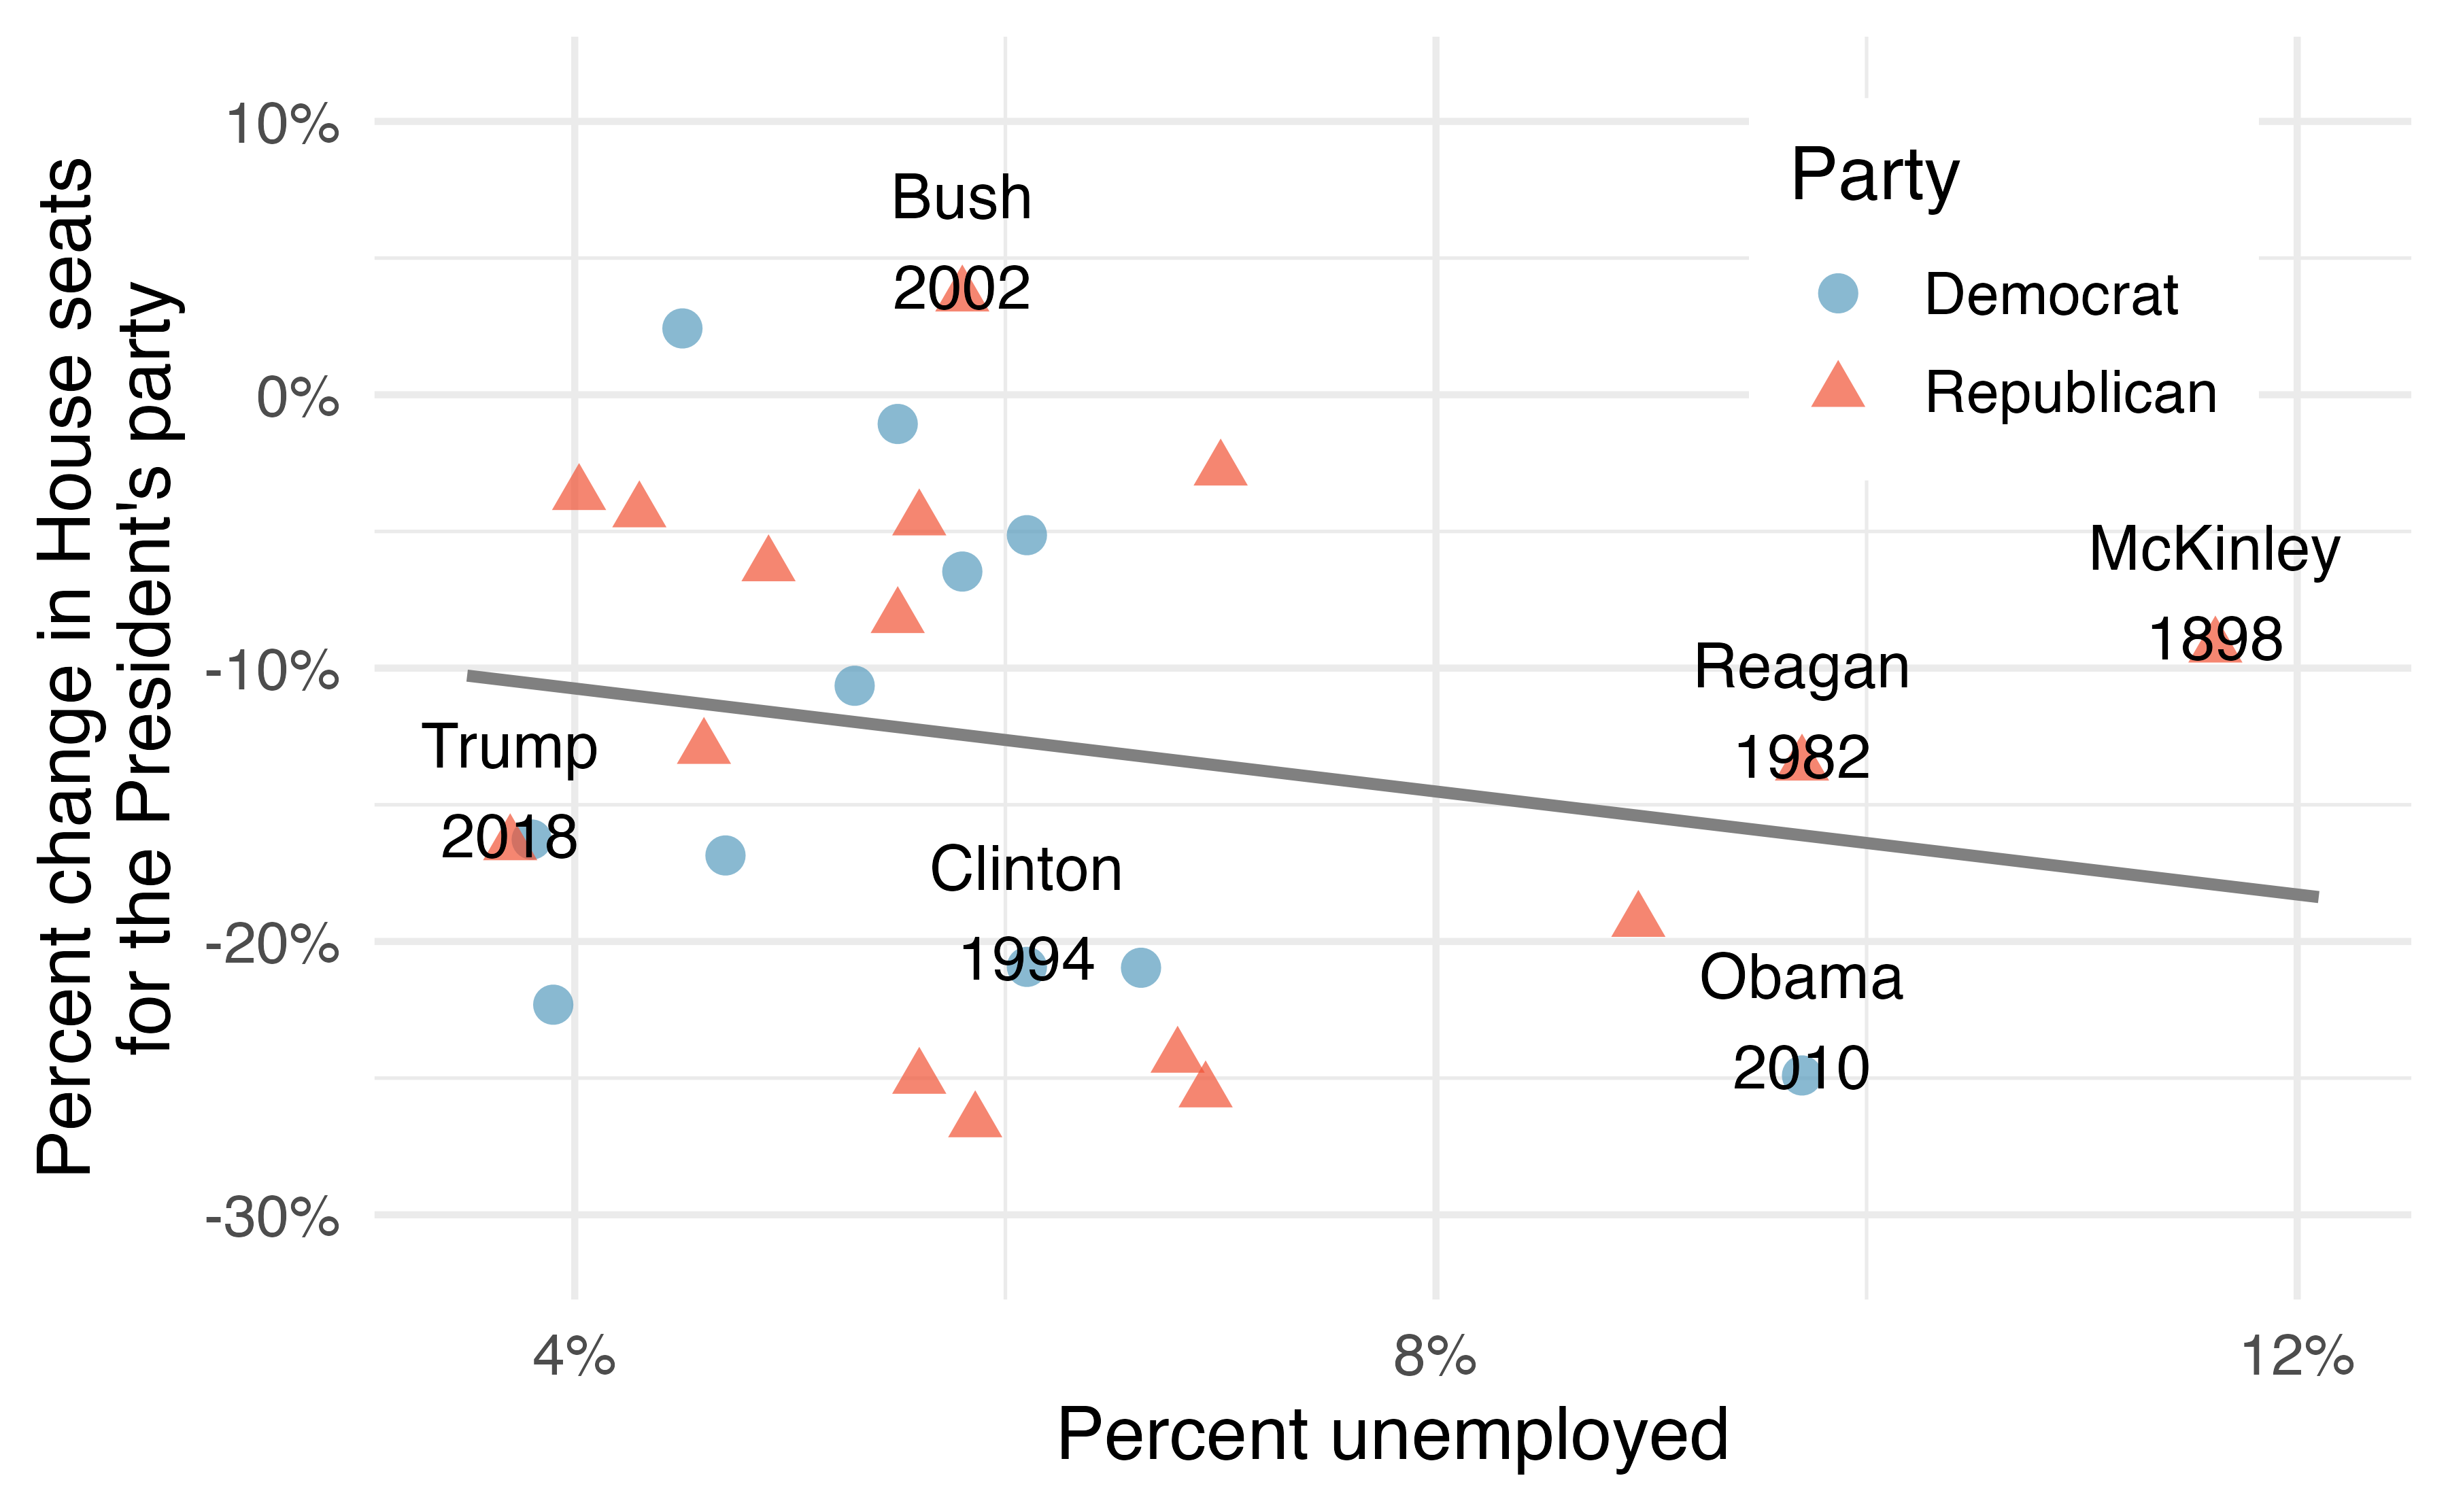 Percent change in House seats
for the President's party
10%
0%
-10%
-20%
-30%
Bush
2002
Party
Democrat
Republican
McKinley
1898
Reagan
1982
Trump
2018
Clinton
1994
Obama
2010
4%
8%
12%
Percent unemployed